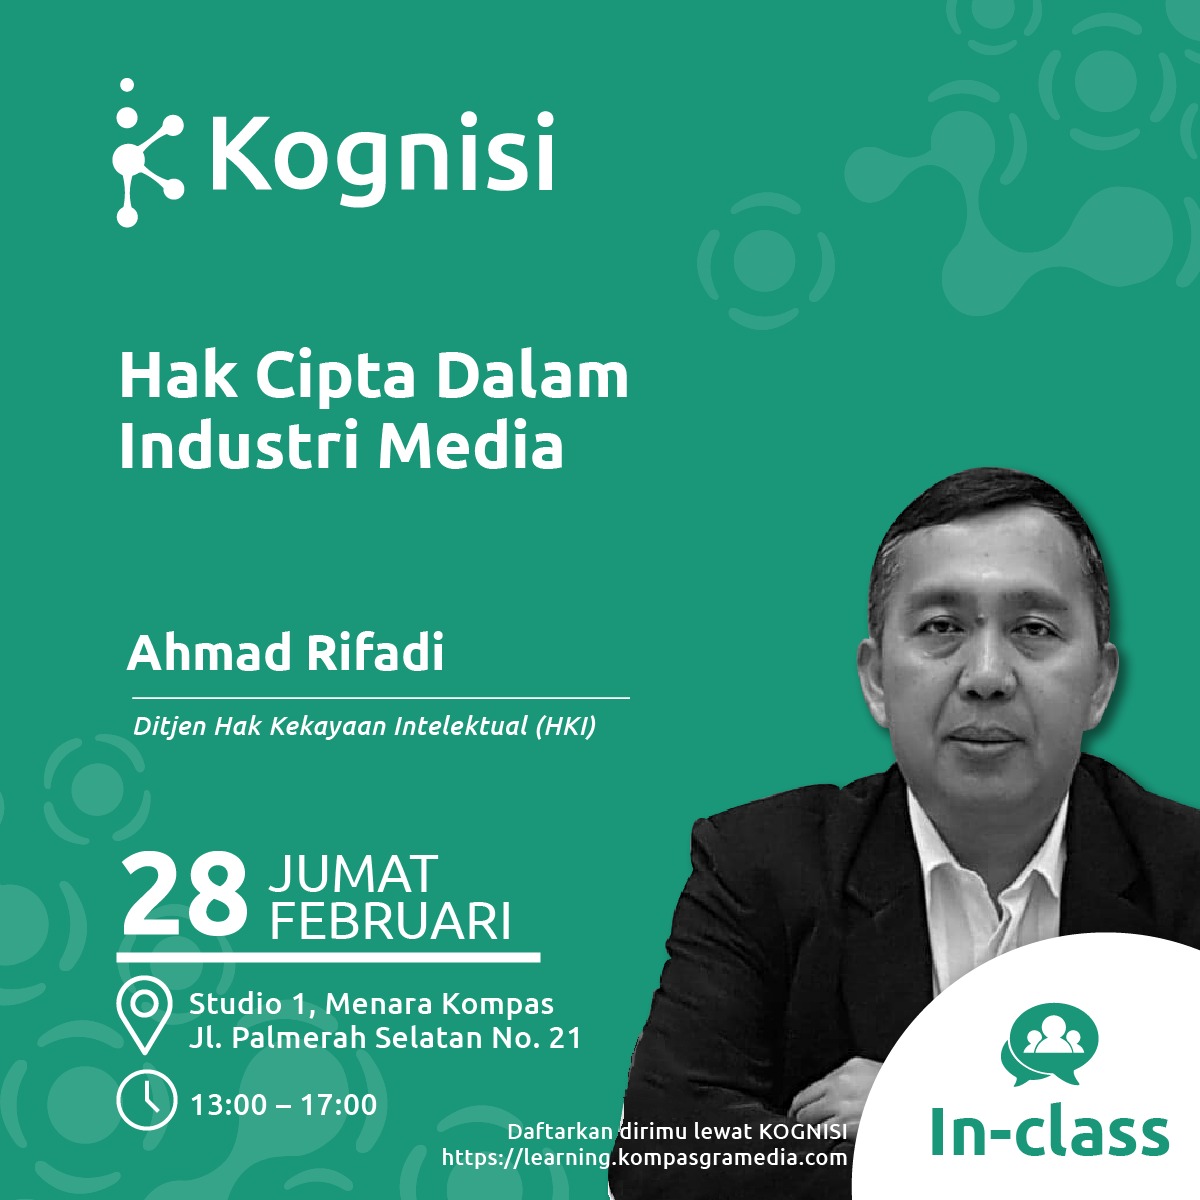 Kognisi
Hak Cipta Dalam
Industri Media
Ahmad Rifadi
Ditjen Hak Kekayaan Intelektual (HKI)
28 JUMAT
FEBRUARI
Studio 1, Menara Kompas
Jl. Palmerah Selatan No. 21
13:00 – 17:00
Daftarkan dirimu lewat KOGNISI
https://learning.kompasgramedia.com
In-class